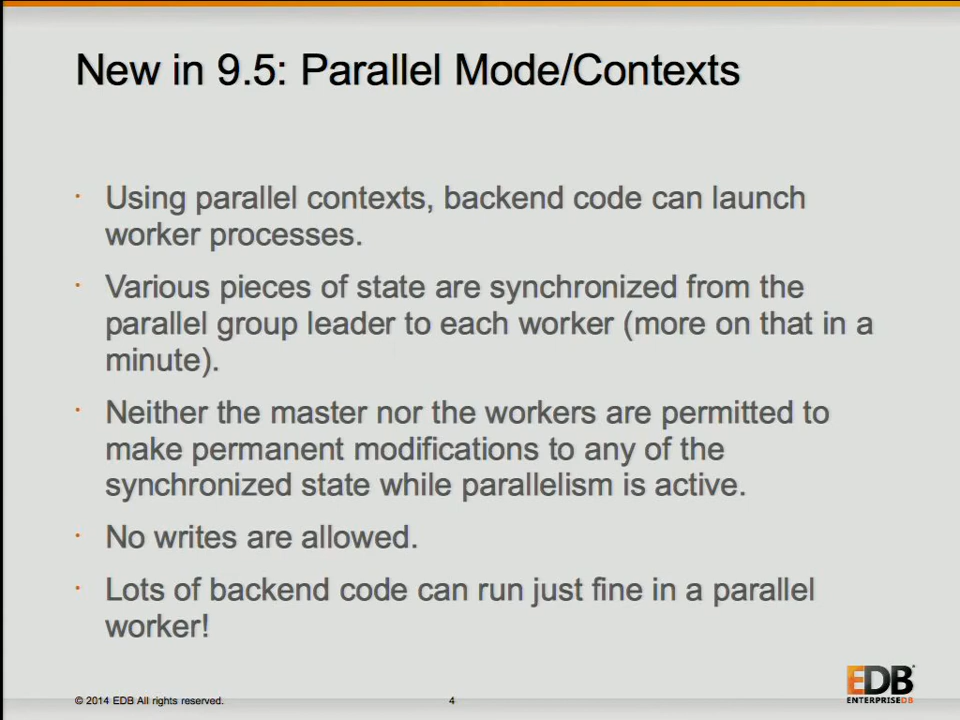 New in 9.5: Parallel Mode/Contexts
· Using parallel contexts, backend code can launch
worker processes.
· Various pieces of state are synchronized from the
parallel group leader to each worker (more on that in a
minute).
· Neither the master nor the workers are permitted to
make permanent modifications to any of the
synchronized state while parallelism is active.
· No writes are allowed.
· Lots of backend code can run just fine in a parallel
worker!
© 2014 EDB All rights reserved.
4
EDB
ENTERPRISEDB